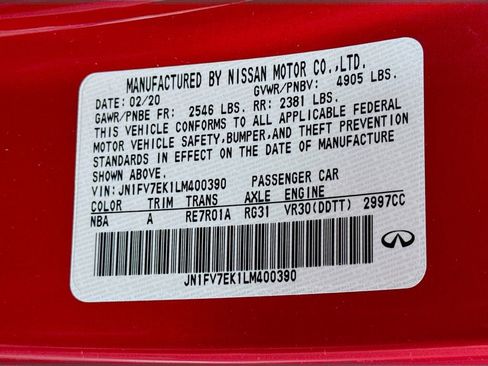 MANUFACTURED BY NISSAN MOTOR CO.,LTD.
DATE: 02/20 GVWR/PNBV: 4905 LBS.
GAWR/PNBE FR: 2546 LBS. RR: 2381 LBS.
THIS VEHICLE CONFORMS TO ALL APPLICABLE FEDERAL
MOTOR VEHICLE SAFETY,BUMPER,AND THEFT PREVENTION
STANDARDS IN EFFECT ON THE DATE OF MANUFACTURE
SHOWN ABOVE.
VIN: JN1FV7EK1LM400390 PASSENGER CAR
COLOR TRIM TRANS AXLE ENGINE
NBA A RE7R01A RG31 VR30(DDTT) 2997CC
JN1FV7EK1LM400390